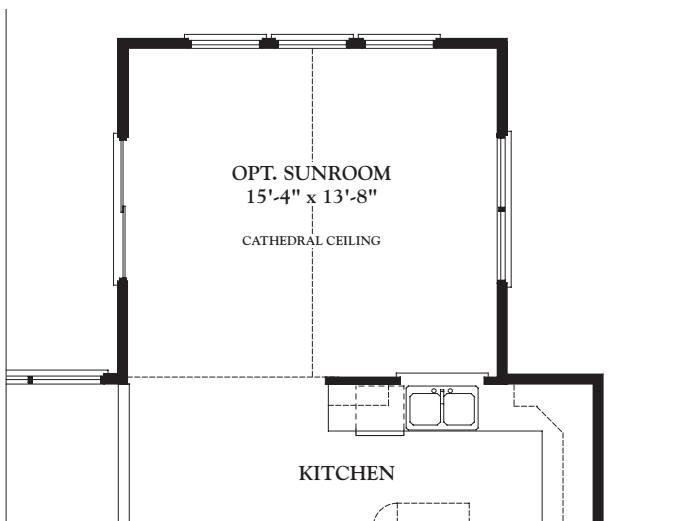 OPT. SUNROOM
15'-4" x 13'-8"
CATHEDRAL CEILING
KITCHEN